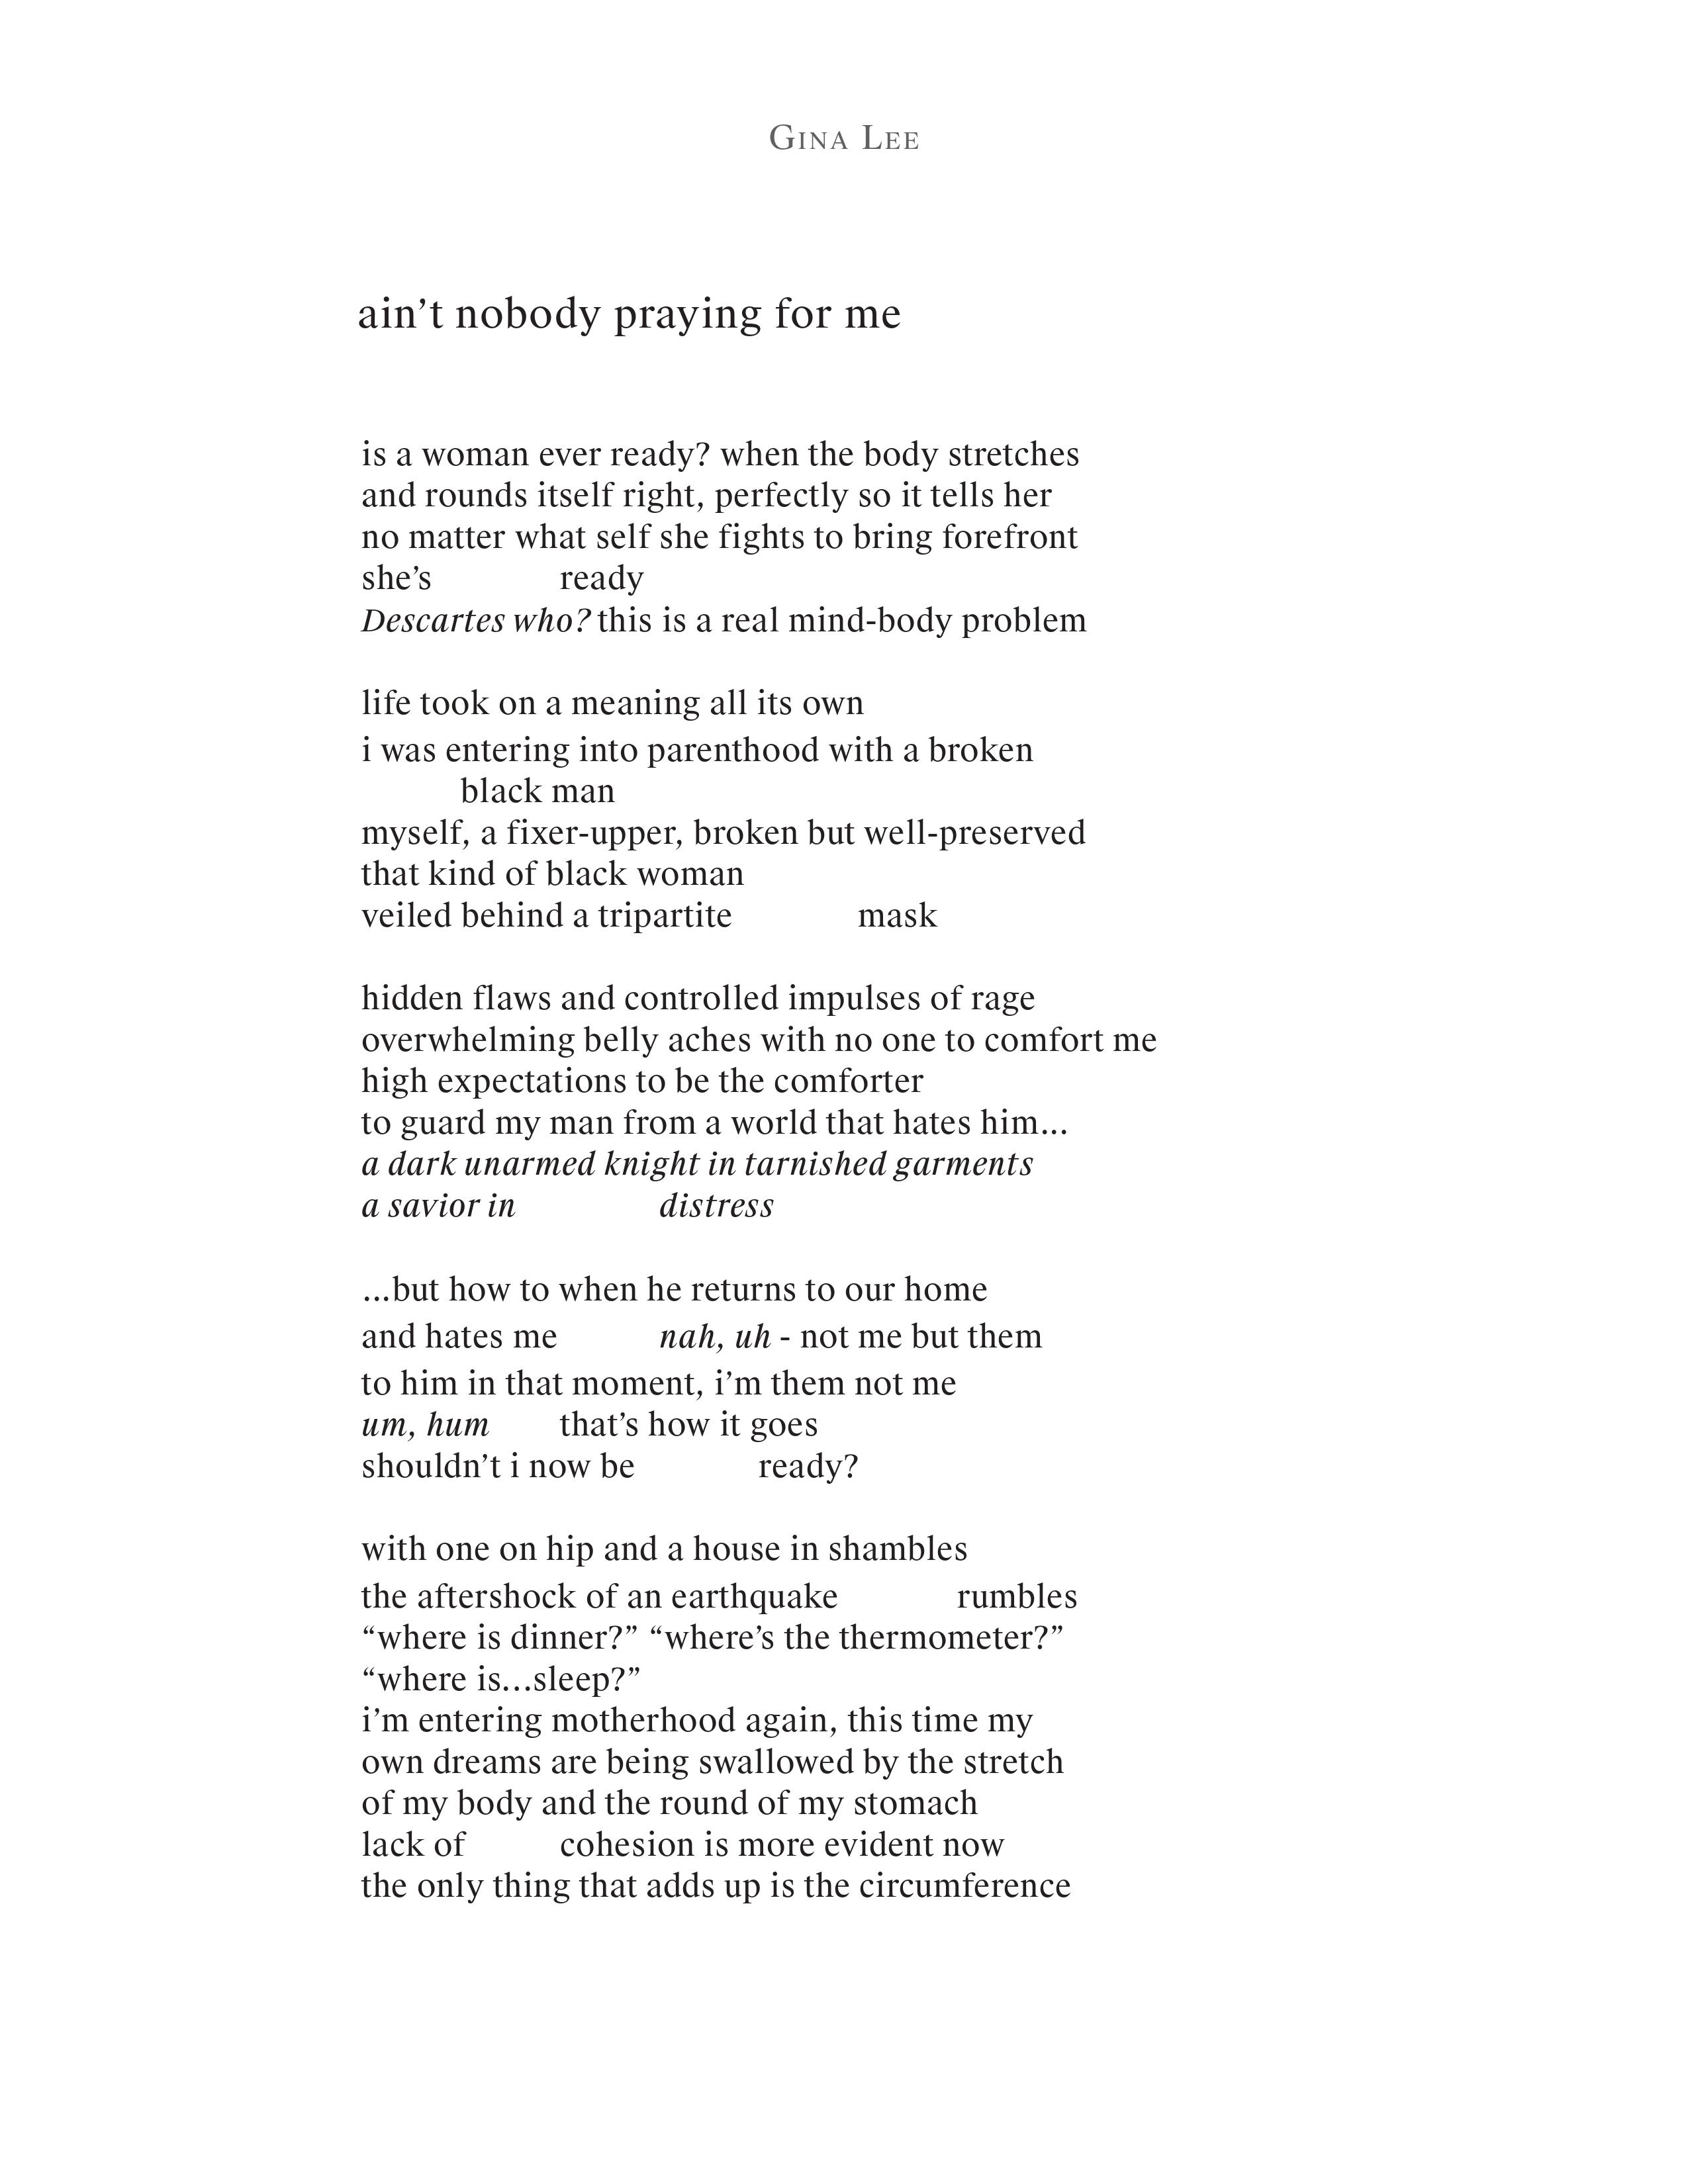 Gina Lee
ain’t nobody praying for me
is a woman ever ready? when the body stretches
and rounds itself right, perfectly so it tells her
no matter what self she fights to bring forefront
she’s ready
Descartes who? this is a real mind-body problem
life took on a meaning all its own
i was entering into parenthood with a broken
black man
myself, a fixer-upper, broken but well-preserved
that kind of black woman
veiled behind a tripartite mask
hidden flaws and controlled impulses of rage
overwhelming belly aches with no one to comfort me
high expectations to be the comforter
to guard my man from a world that hates him...
a dark unarmed knight in tarnished garments
a savior in distress
...but how to when he returns to our home
and hates me nah, uh - not me but them
to him in that moment, i’m them not me
um, hum that’s how it goes
shouldn’t i now be ready?
with one on hip and a house in shambles
the aftershock of an earthquake rumbles
“where is dinner?” “where’s the thermometer?”
“where is...sleep?”
i’m entering motherhood again, this time my
own dreams are being swallowed by the stretch
of my body and the round of my stomach
lack of cohesion is more evident now
the only thing that adds up is the circumference